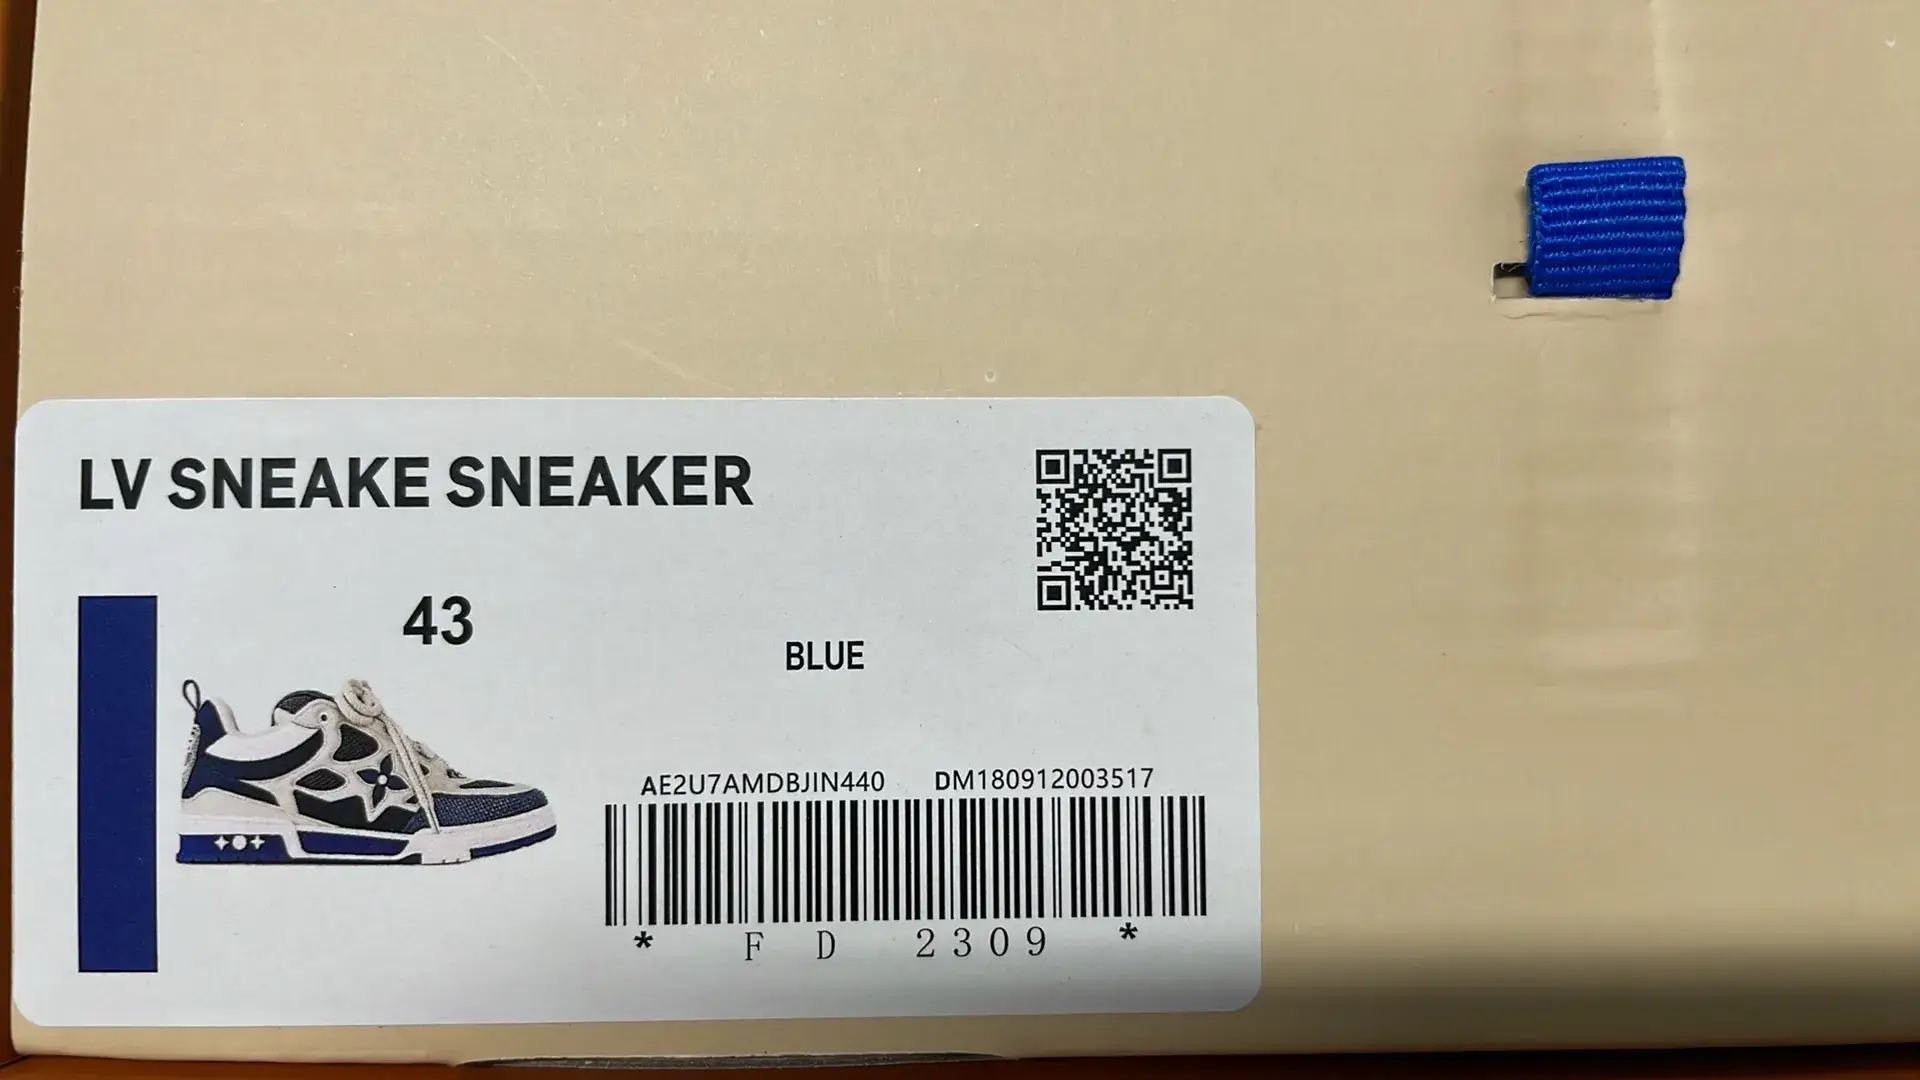 LV SNEAKE SNEAKER
43
BLUE
AE2U7AMDBJIN440 DM180912003517
* F D 2309 *